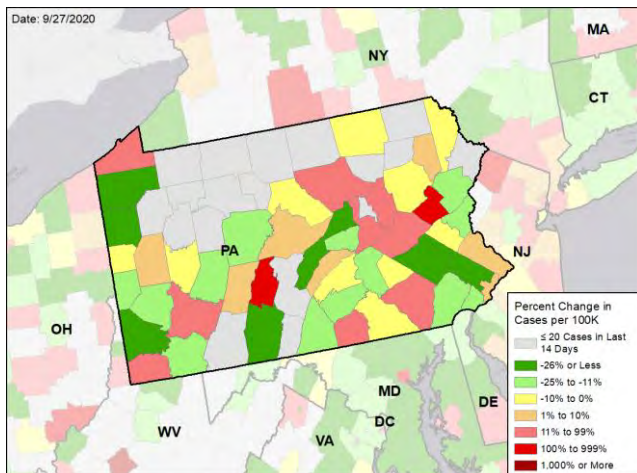 Date: 9/27/2020
MA
NY
CT
PA
NJ
OH
MD
DE
WV
DC
VA
Percent Change in
Cases per 100K
≤ 20 Cases in Last
14 Days
-26% or Less
-25% to -11%
-10% to 0%
1% to 10%
11% to 99%
100% to 999%
1,000% or More